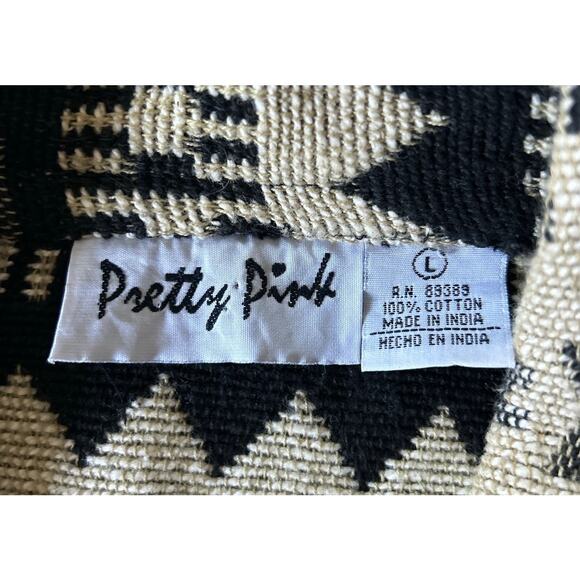 Pretty Pink
L
R.N. 89389
100% COTTON
MADE IN INDIA
HECHO EN INDIA